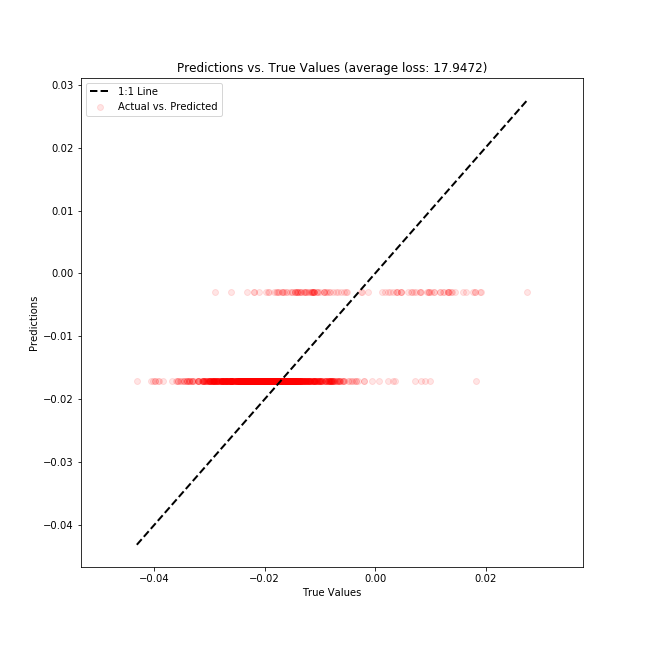 Predictions vs. True Values (average loss: 17.9472)
1:1 Line
Actual vs. Predicted
0.03
0.02
0.01
0.00
−0.01
−0.02
−0.03
−0.04
Predictions
−0.04 −0.02 0.00 0.02
True Values